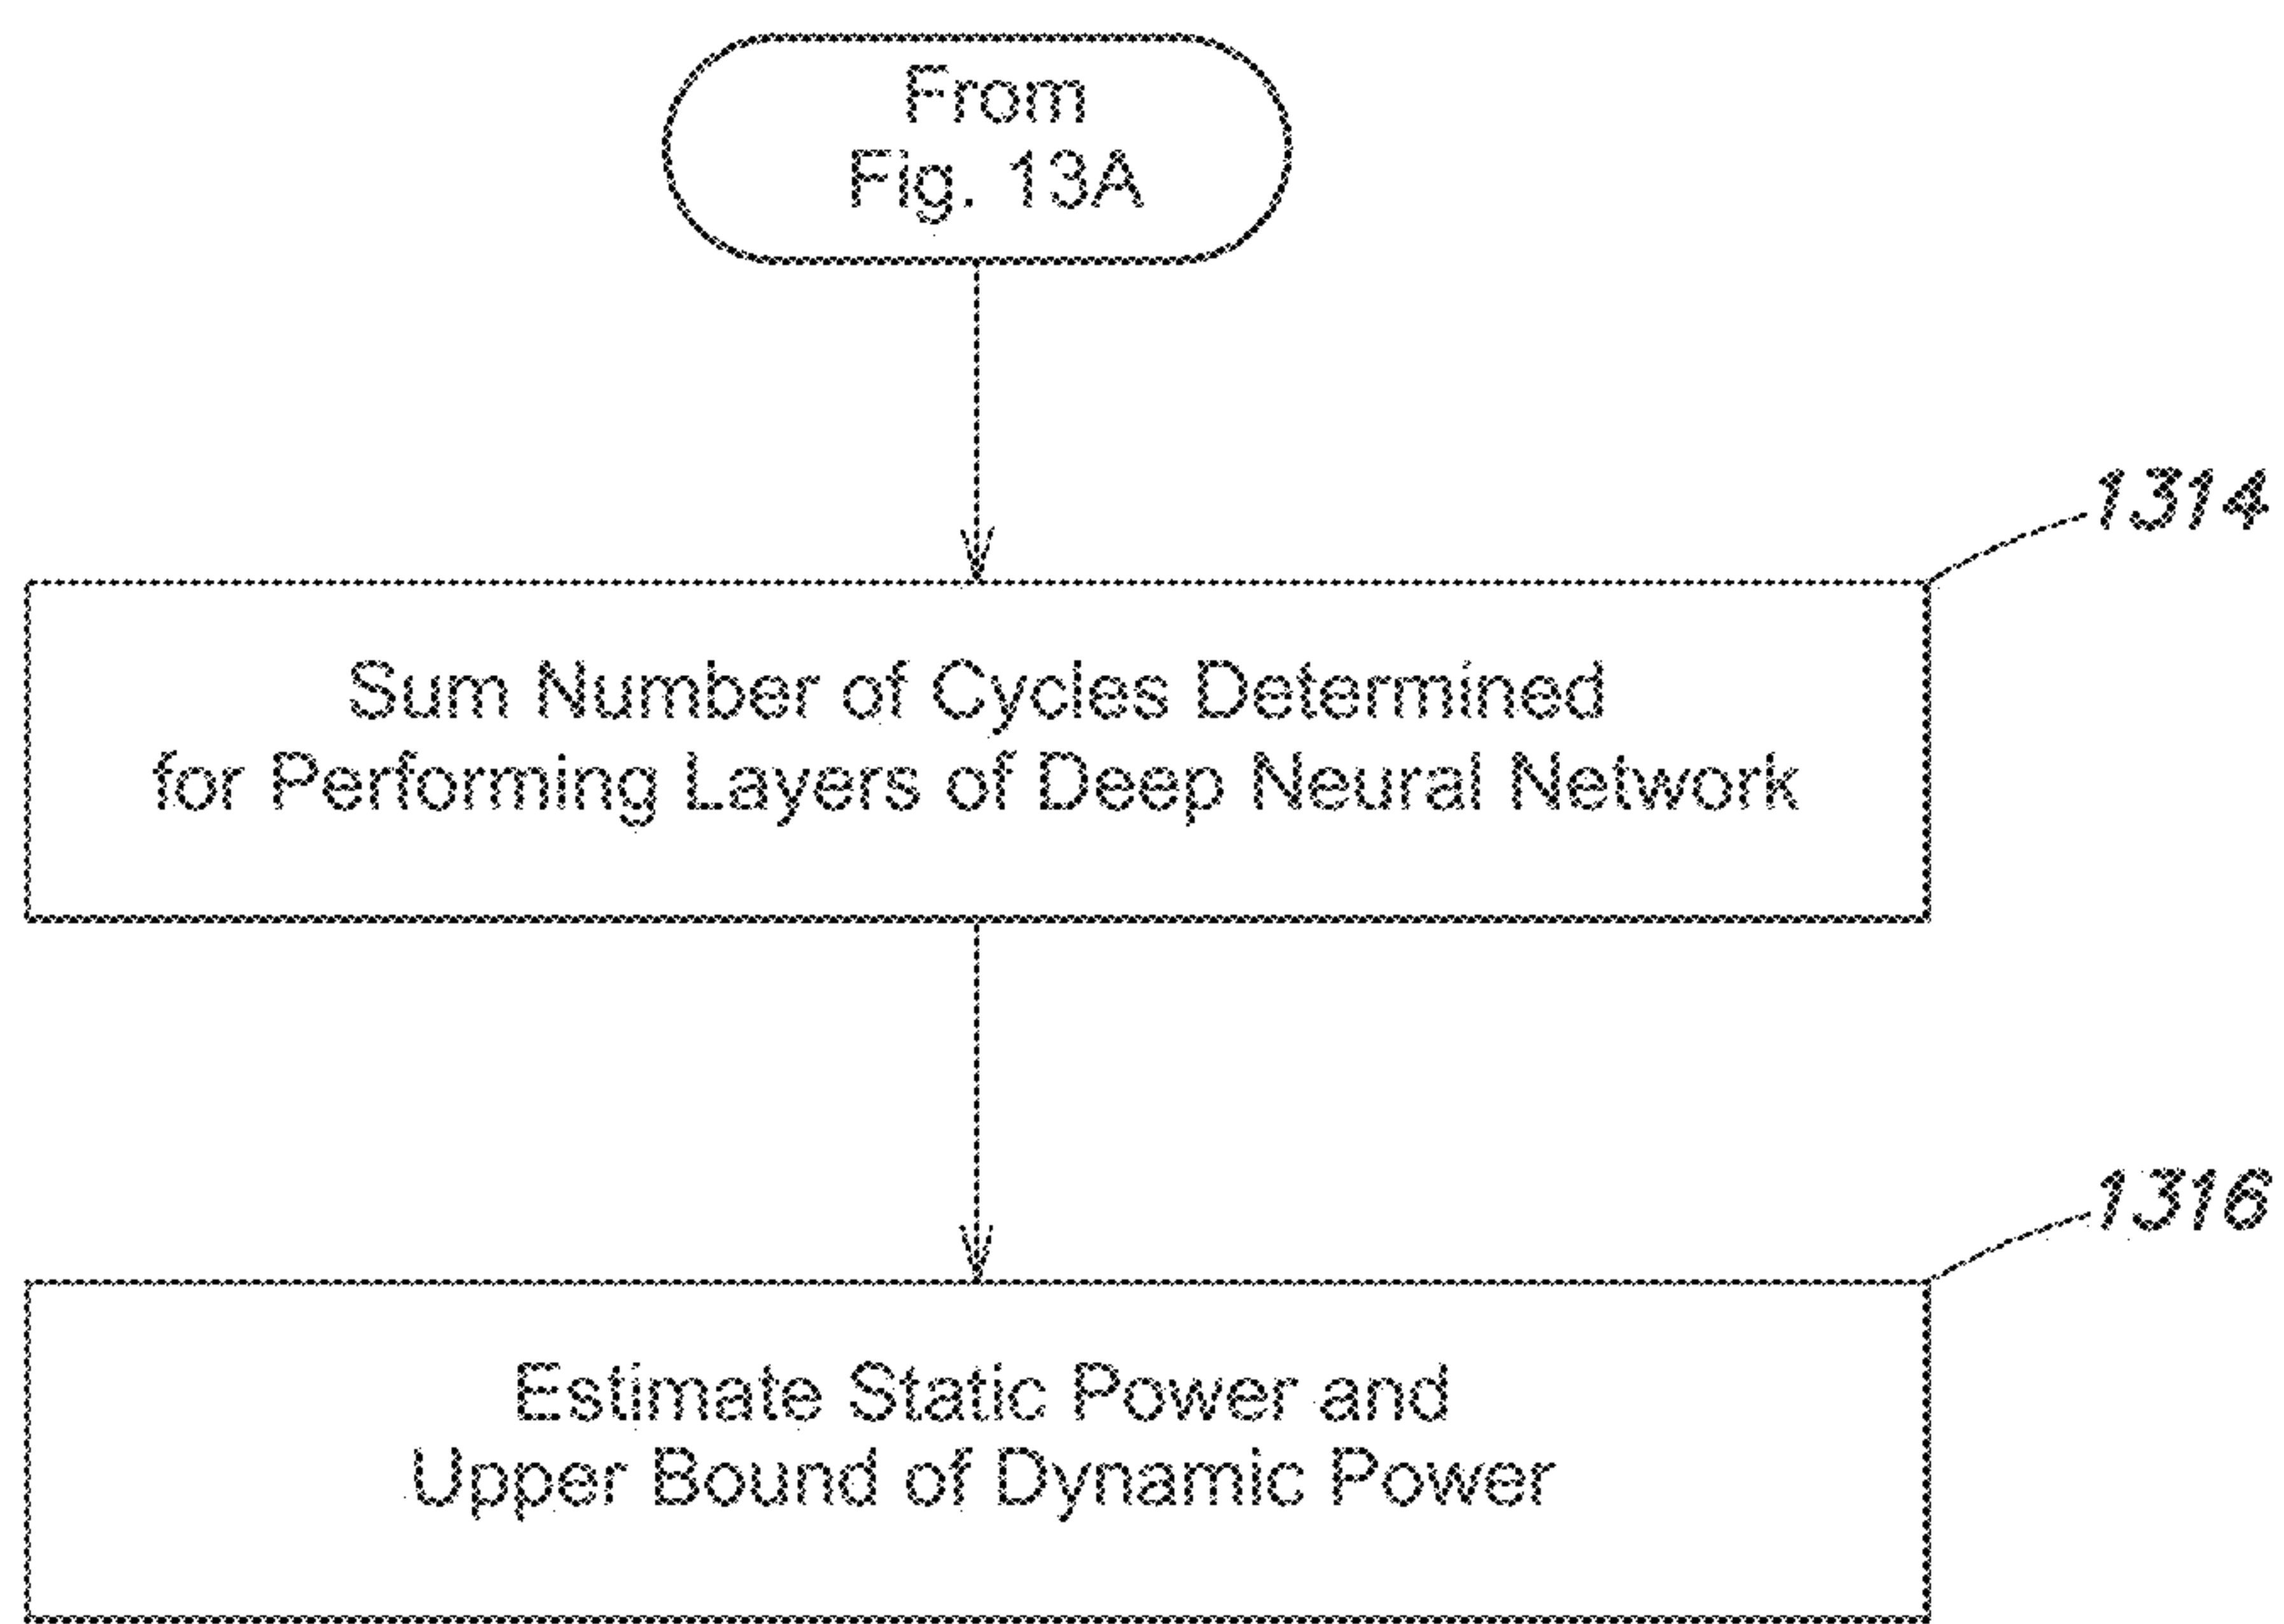 From
Fig. 13A
1314
Sum Number of Cycles Determined
for Performing Layers of Deep Neural Network
1316
Estimate Static Power and
Upper Bound of Dynamic Power